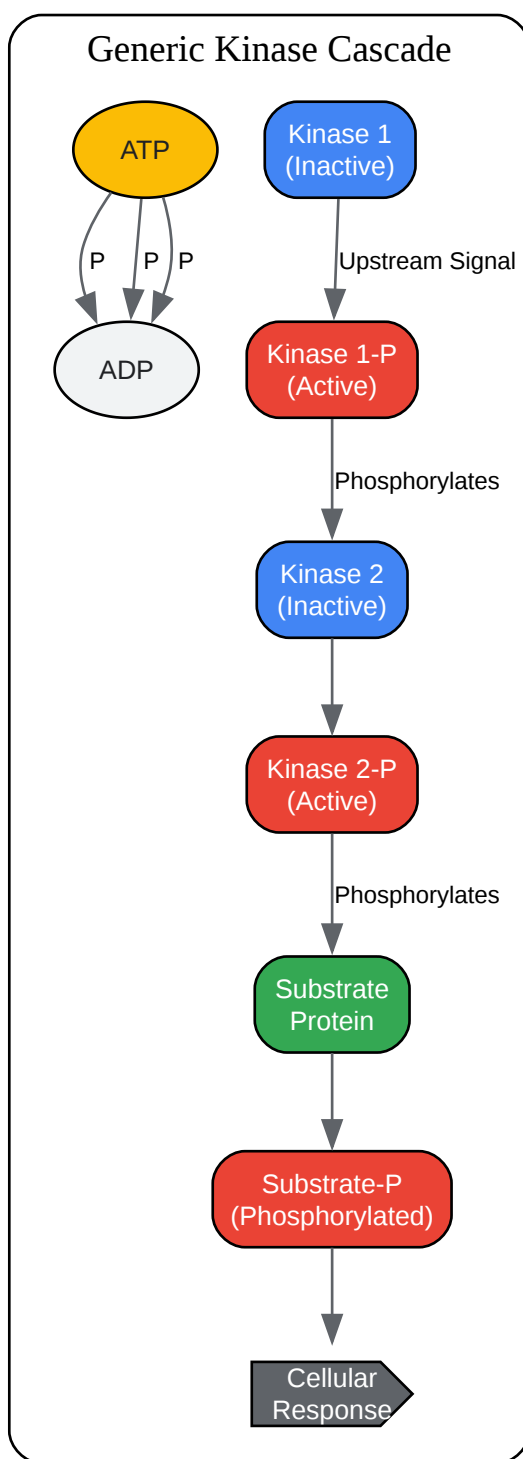 Generic Kinase Cascade
ATP
Kinase 1
(Inactive)
P
P
P
Upstream Signal
ADP
Kinase 1-P
(Active)
Phosphorylates
Kinase 2
(Inactive)
Kinase 2-P
(Active)
Phosphorylates
Substrate
Protein
Substrate-P
(Phosphorylated)
Cellular
Response